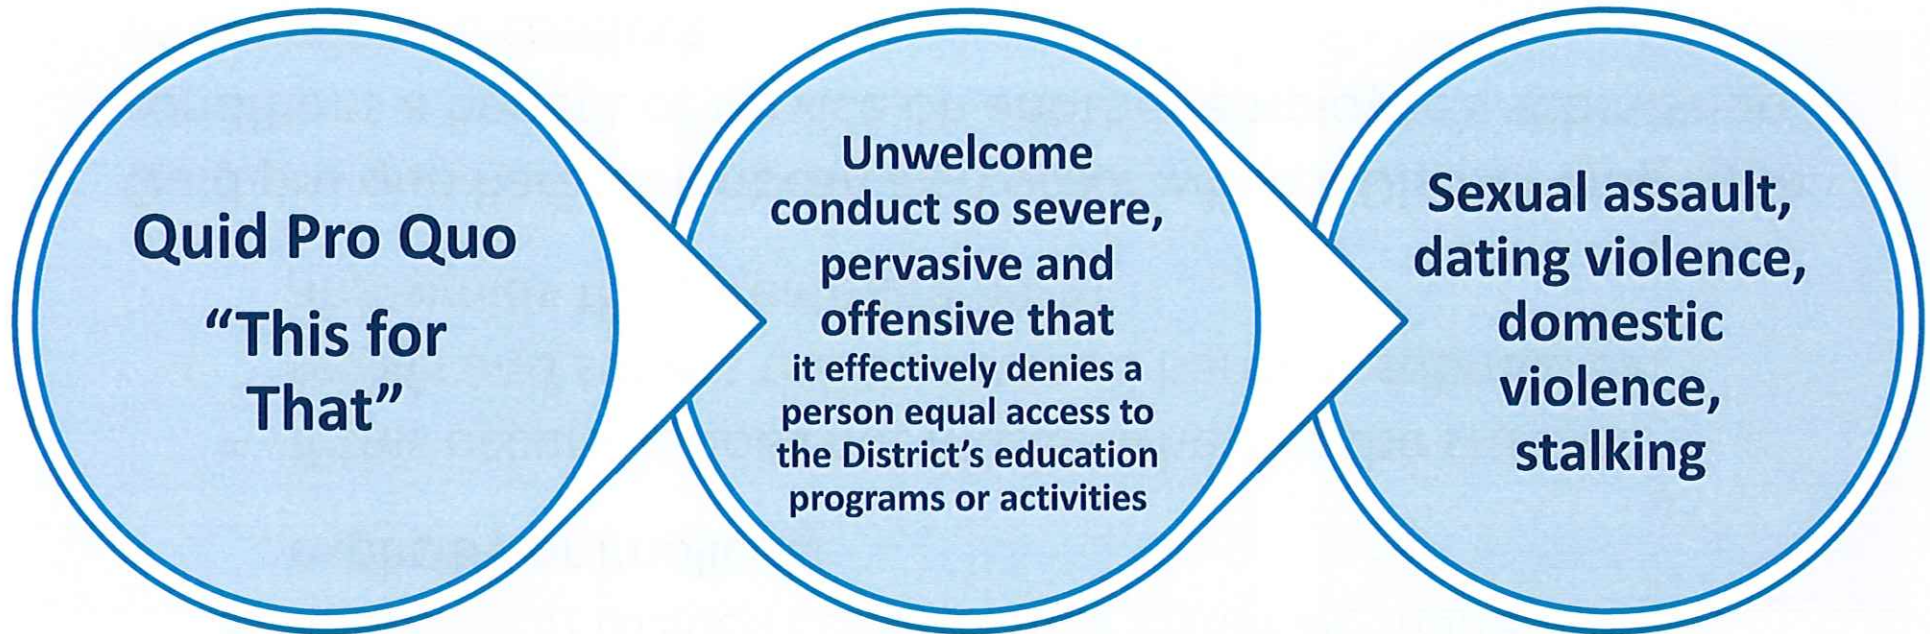 Quid Pro Quo
“This for
That”
Unwelcome
conduct so severe,
pervasive and
offensive that
it effectively denies a
person equal access to
the District’s education
programs or activities
Sexual assault,
dating violence,
domestic
violence,
stalking